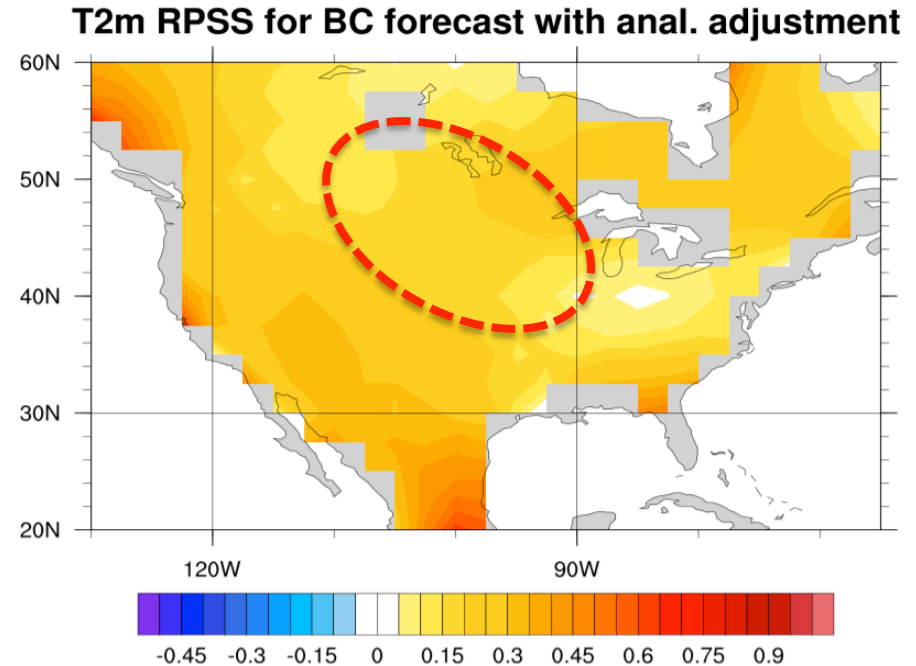 T2m RPSS for BC forecast with anal. adjustment
60N
50N
40N
30N
20N
120W 90W
-0.45 -0.3 -0.15 0 0.15 0.3 0.45 0.6 0.75 0.9